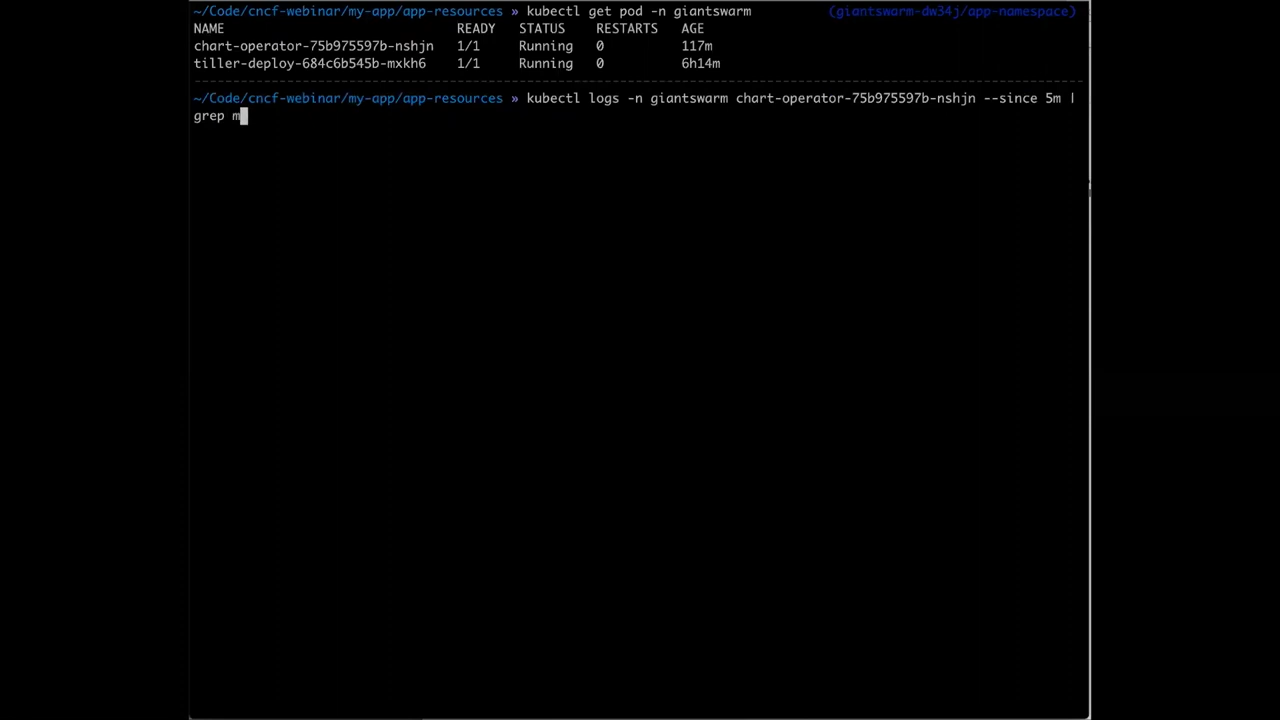 ~/Code/cncf-webinar/my-app/app-resources » kubectl get pod -n giantswarm (giantswarm-dw34j/app-namespace)
NAME READY STATUS RESTARTS AGE
chart-operator-75b975597b-nshjn 1/1 Running 0 117m
tiller-deploy-684c6b545b-mxkh6 1/1 Running 0 6h14m
~/Code/cncf-webinar/my-app/app-resources » kubectl logs -n giantswarm chart-operator-75b975597b-nshjn --since 5m |
grep m